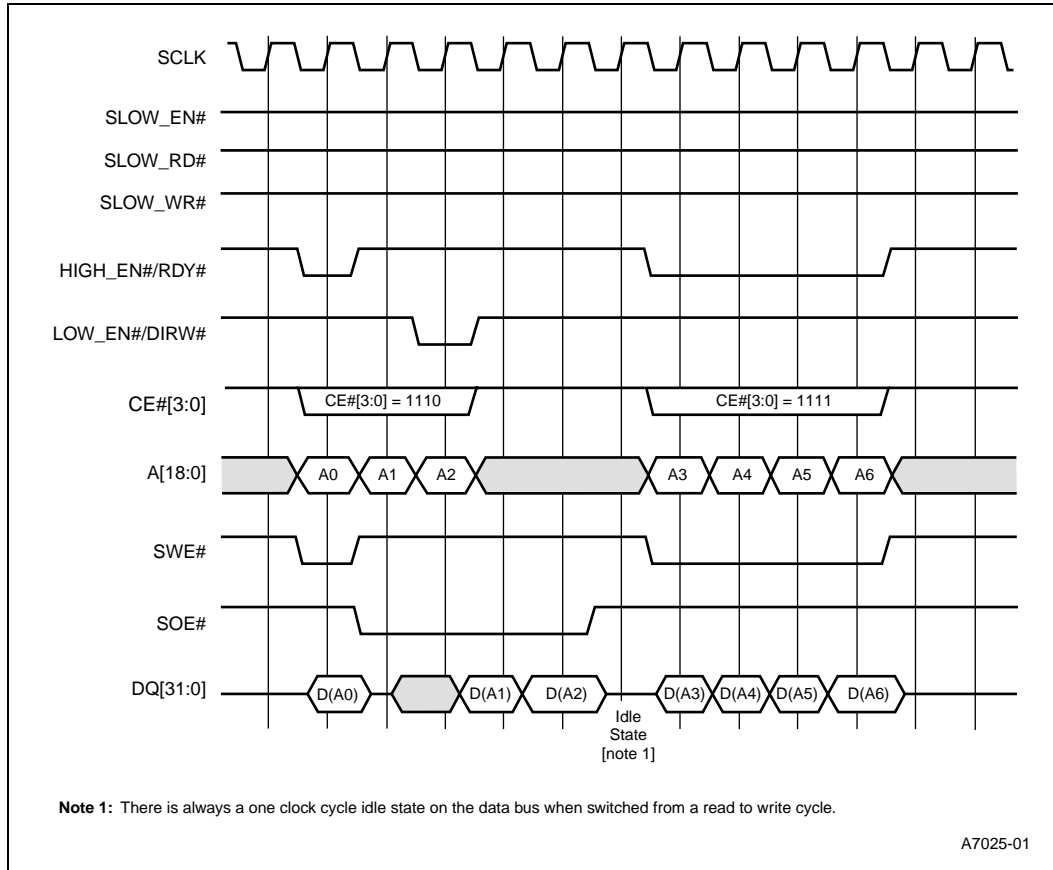 SCLK
SLOW_EN#
SLOW_RD#
SLOW_WR#
HIGH_EN#/RDY#
LOW_EN#/DIRW#
CE#[3:0]
CE#[3:0] = 1110
CE#[3:0] = 1111
A[18:0]
A0
A1
A2
A3
A4
A5
A6
SWE#
SOE#
DQ[31:0]
D(A0)
D(A1)
D(A2)
D(A3)
D(A4)
D(A5)
D(A6)
Idle
State
[note 1]
Note 1: There is always a one clock cycle idle state on the data bus when switched from a read to write cycle.
A7025-01